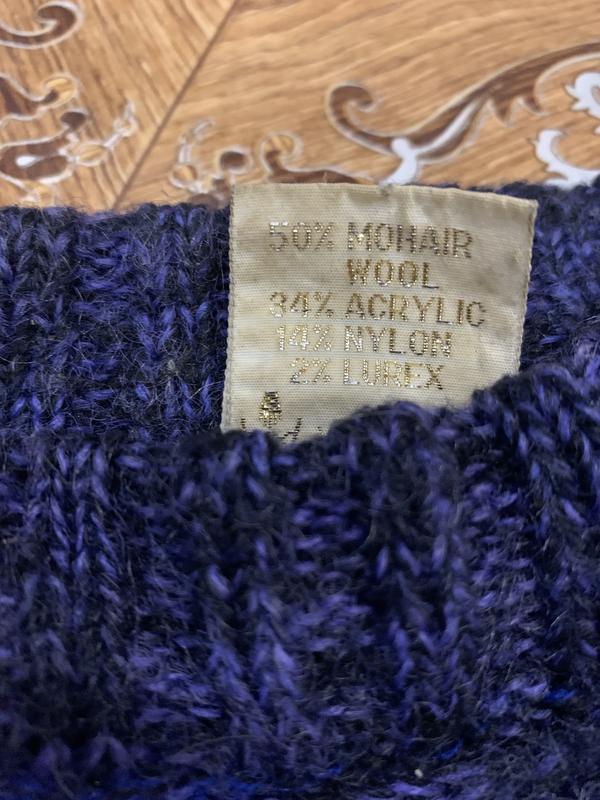 50% MOHAIR
WOOL
34% ACRYLIC
14% NYLON
2% LUREX